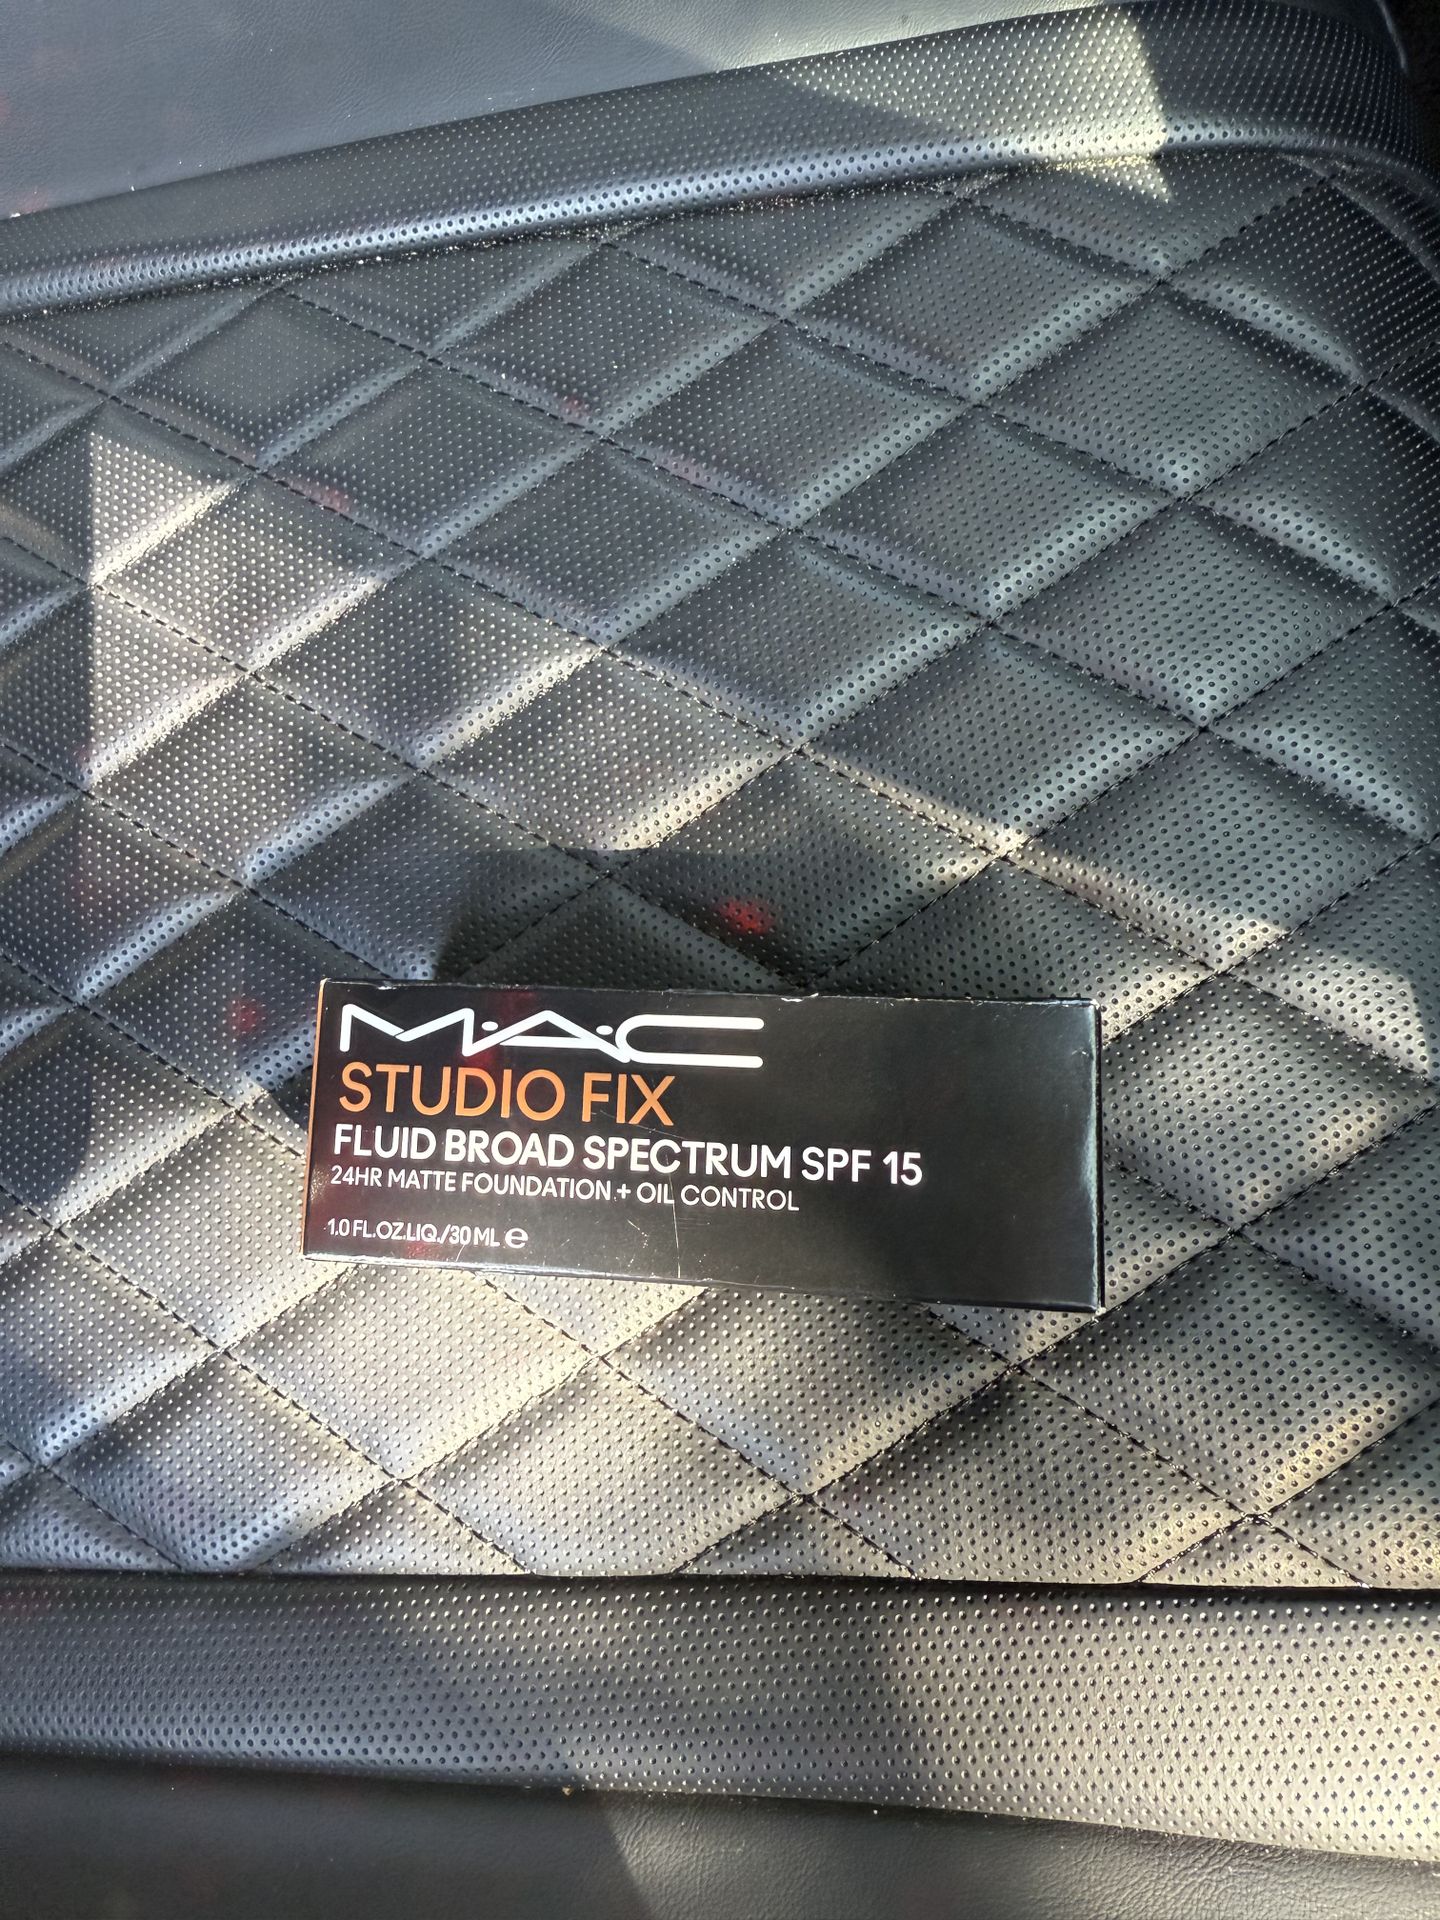 M·A·C
STUDIO FIX
FLUID BROAD SPECTRUM SPF 15
24HR MATTE FOUNDATION + OIL CONTROL
1.0 FL.OZ.LIQ./30 ML ℮